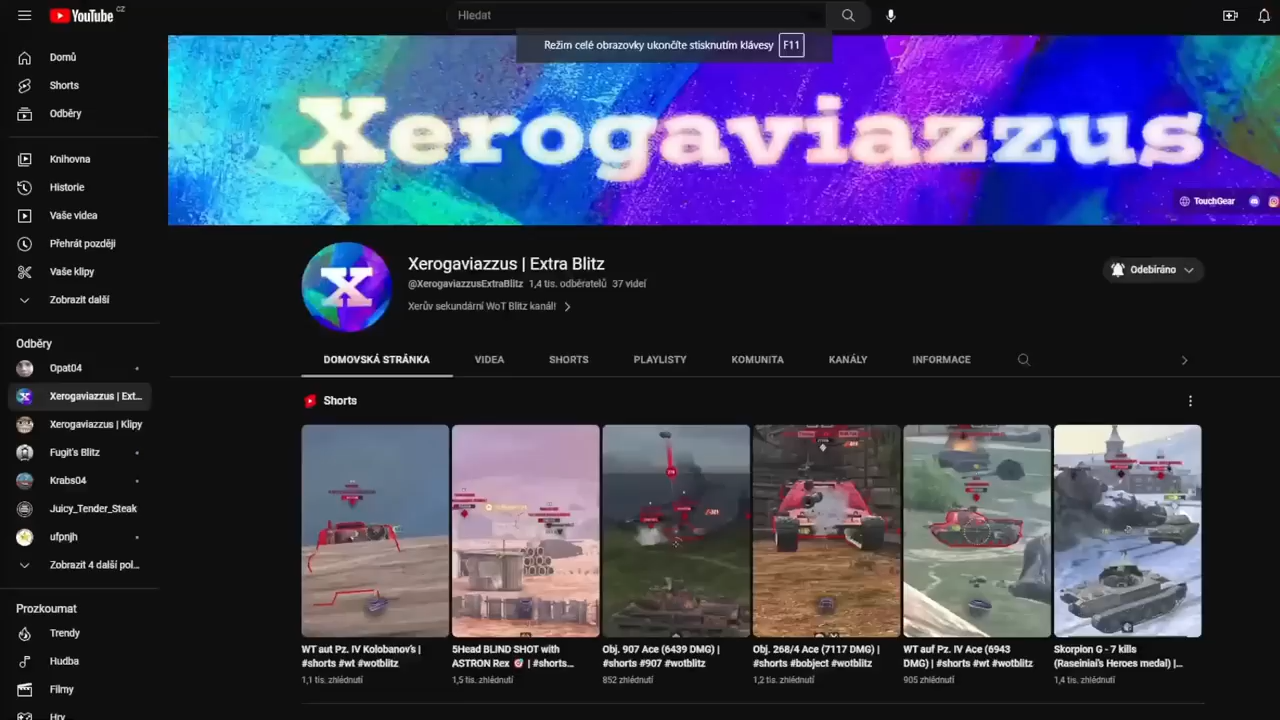 YouTube CZ
Hledat
Režim celé obrazovky ukončíte stisknutím klávesy F11
Domů
Shorts
Odběry
Knihovna
Historie
Vaše videa
Přehrát později
Vaše klipy
Zobrazit další
Odběry
Opat04
Xerogaviazzus | Ext...
Xerogaviazzus | Klipy
Fugit's Blitz
Krabs04
Juicy_Tender_Steak
ufpnjh
Zobrazit 4 další pol...
Prozkoumat
Trendy
Hudba
Filmy
Hry
Xerogaviazzus
TouchGear
X
Xerogaviazzus | Extra Blitz
@XerogaviazzusExtraBlitz 1,4 tis. odběratelů 37 videí
Xerův sekundární WoT Blitz kanál!
Odebíráno
DOMOVSKÁ STRÁNKA VIDEA SHORTS PLAYLISTY KOMUNITA KANÁLY INFORMACE
Shorts
WT aut Pz. IV Kolobanov's |
#shorts #wt #wotblitz
1,1 tis. zhlédnutí
5Head BLIND SHOT with
ASTRON Rex 🎯 | #shorts...
1,5 tis. zhlédnutí
Obj. 907 Ace (6439 DMG) |
#shorts #907 #wotblitz
852 zhlédnutí
Obj. 268/4 Ace (7117 DMG) |
#shorts #bobject #wotblitz
1,2 tis. zhlédnutí
WT auf Pz. IV Ace (6943
DMG) | #shorts #wt #wotblitz
905 zhlédnutí
Skorpion G - 7 kills
(Raseiniai's Heroes medal) |...
1,4 tis. zhlédnutí